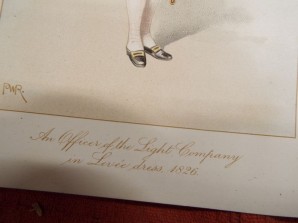 PWR
An Officer of the Light Company
in Levée dress, 1826.